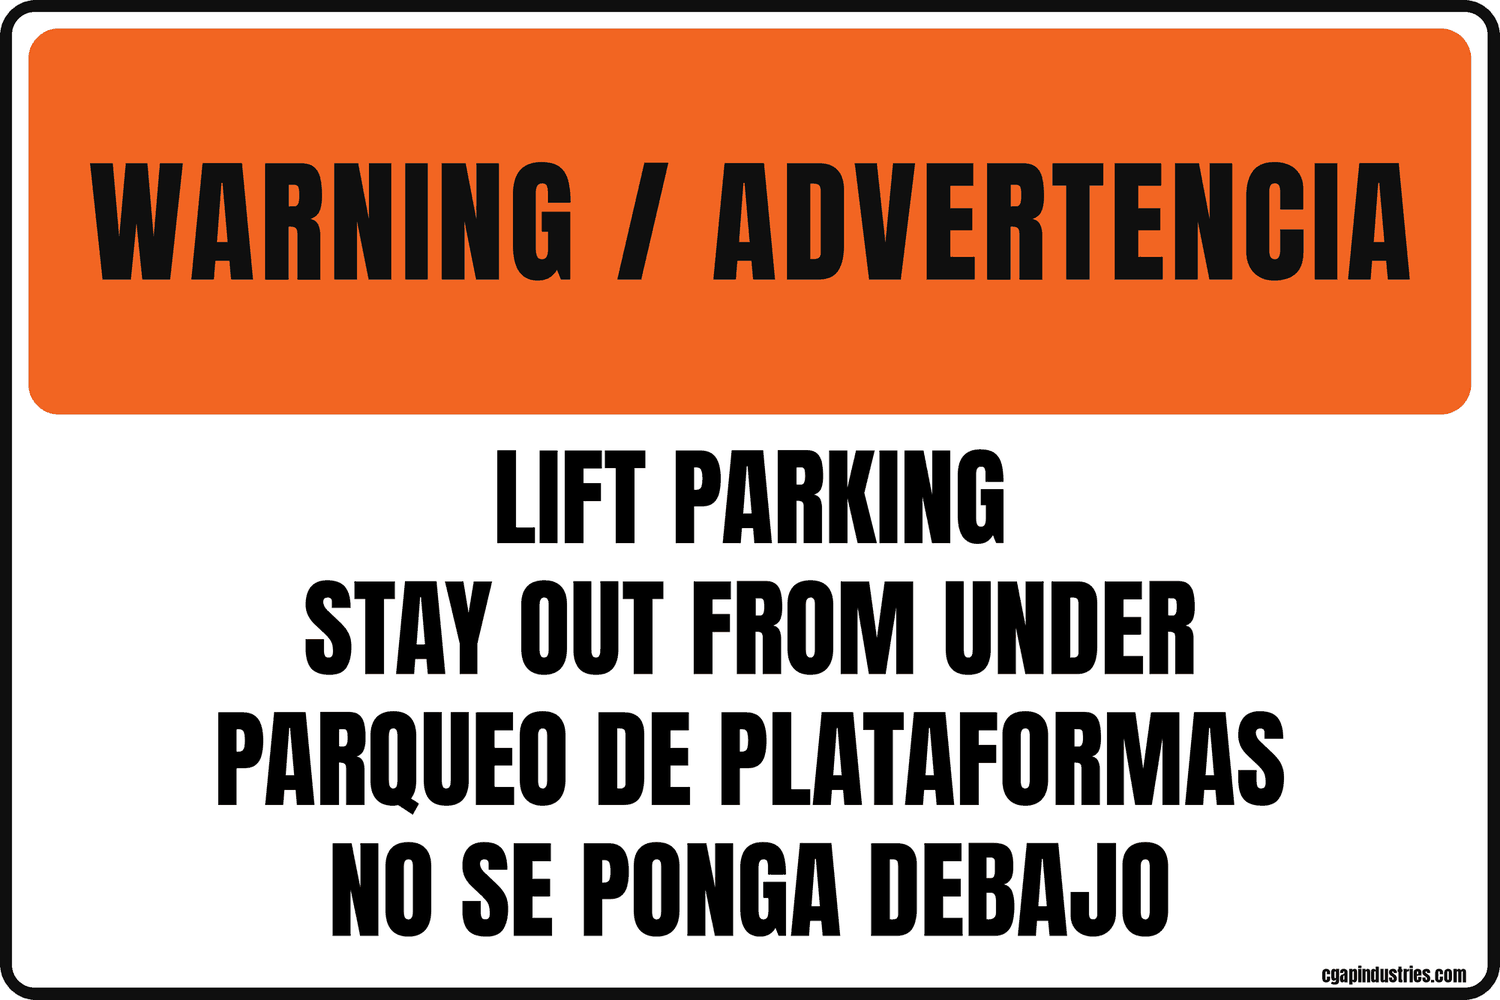 WARNING / ADVERTENCIA
LIFT PARKING
STAY OUT FROM UNDER
PARQUEO DE PLATAFORMAS
NO SE PONGA DEBAJO
cgapindustries.com